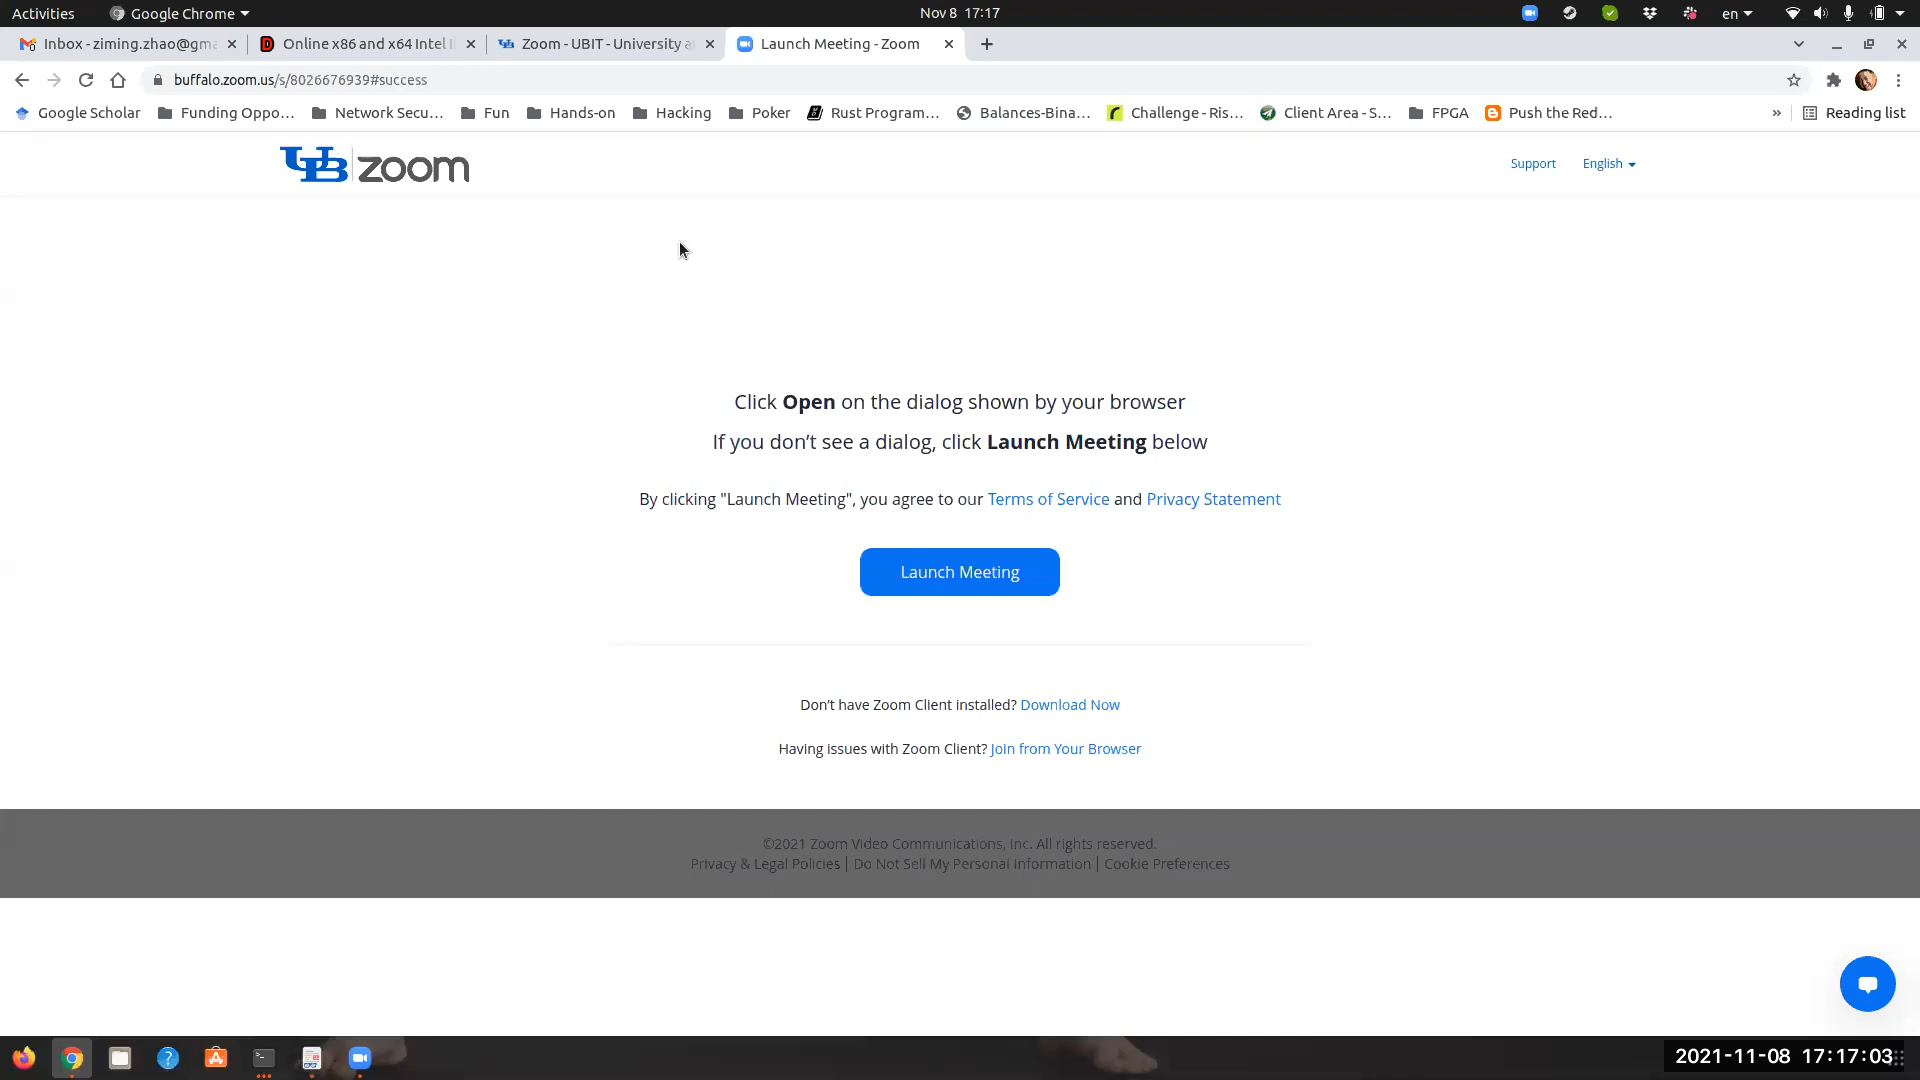 Activities Google Chrome Nov 8 17:17 en
Inbox - ziming.zhao@gma Online x86 and x64 Intel I Zoom - UBIT - University a Launch Meeting - Zoom
buffalo.zoom.us/s/8026676939#success
Google Scholar Funding Oppo... Network Secu... Fun Hands-on Hacking Poker Rust Program... Balances-Bina... Challenge - Ris... Client Area - S... FPGA Push the Red... » Reading list
UB zoom Support English
Click Open on the dialog shown by your browser
If you don’t see a dialog, click Launch Meeting below
By clicking "Launch Meeting", you agree to our Terms of Service and Privacy Statement
Launch Meeting
Don’t have Zoom Client installed? Download Now
Having issues with Zoom Client? Join from Your Browser
©2021 Zoom Video Communications, Inc. All rights reserved.
Privacy & Legal Policies | Do Not Sell My Personal Information | Cookie Preferences
2021-11-08 17:17:03